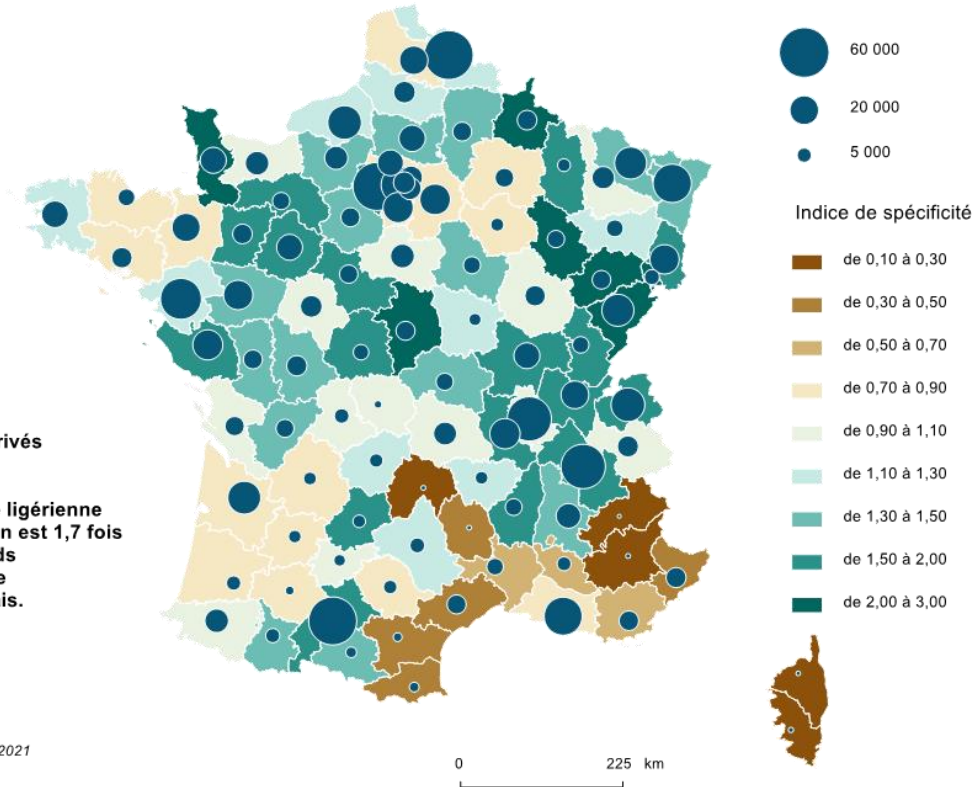 60 000
20 000
5 000
Indice de spécificité
de 0,10 à 0,30
de 0,30 à 0,50
de 0,50 à 0,70
de 0,70 à 0,90
de 0,90 à 1,10
de 1,10 à 1,30
de 1,30 à 1,50
de 1,50 à 2,00
de 2,00 à 3,00
ligérienne
n est 1,7 fois
2021
0 225 km